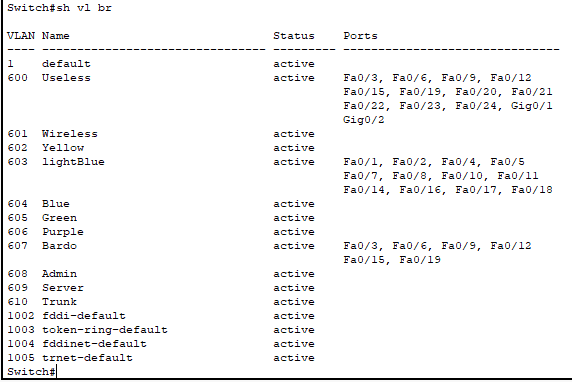 Switch#sh vl br
VLAN Name Status Ports
---- -------------------------------- --------- -------------------------------
1 default active
600 Useless active Fa0/3, Fa0/6, Fa0/9, Fa0/12
Fa0/15, Fa0/19, Fa0/20, Fa0/21
Fa0/22, Fa0/23, Fa0/24, Gig0/1
Gig0/2
601 Wireless active
602 Yellow active
603 lightBlue active Fa0/1, Fa0/2, Fa0/4, Fa0/5
Fa0/7, Fa0/8, Fa0/10, Fa0/11
Fa0/14, Fa0/16, Fa0/17, Fa0/18
604 Blue active
605 Green active
606 Purple active
607 Bardo active Fa0/3, Fa0/6, Fa0/9, Fa0/12
Fa0/15, Fa0/19
608 Admin active
609 Server active
610 Trunk active
1002 fddi-default active
1003 token-ring-default active
1004 fddinet-default active
1005 trnet-default active
Switch#